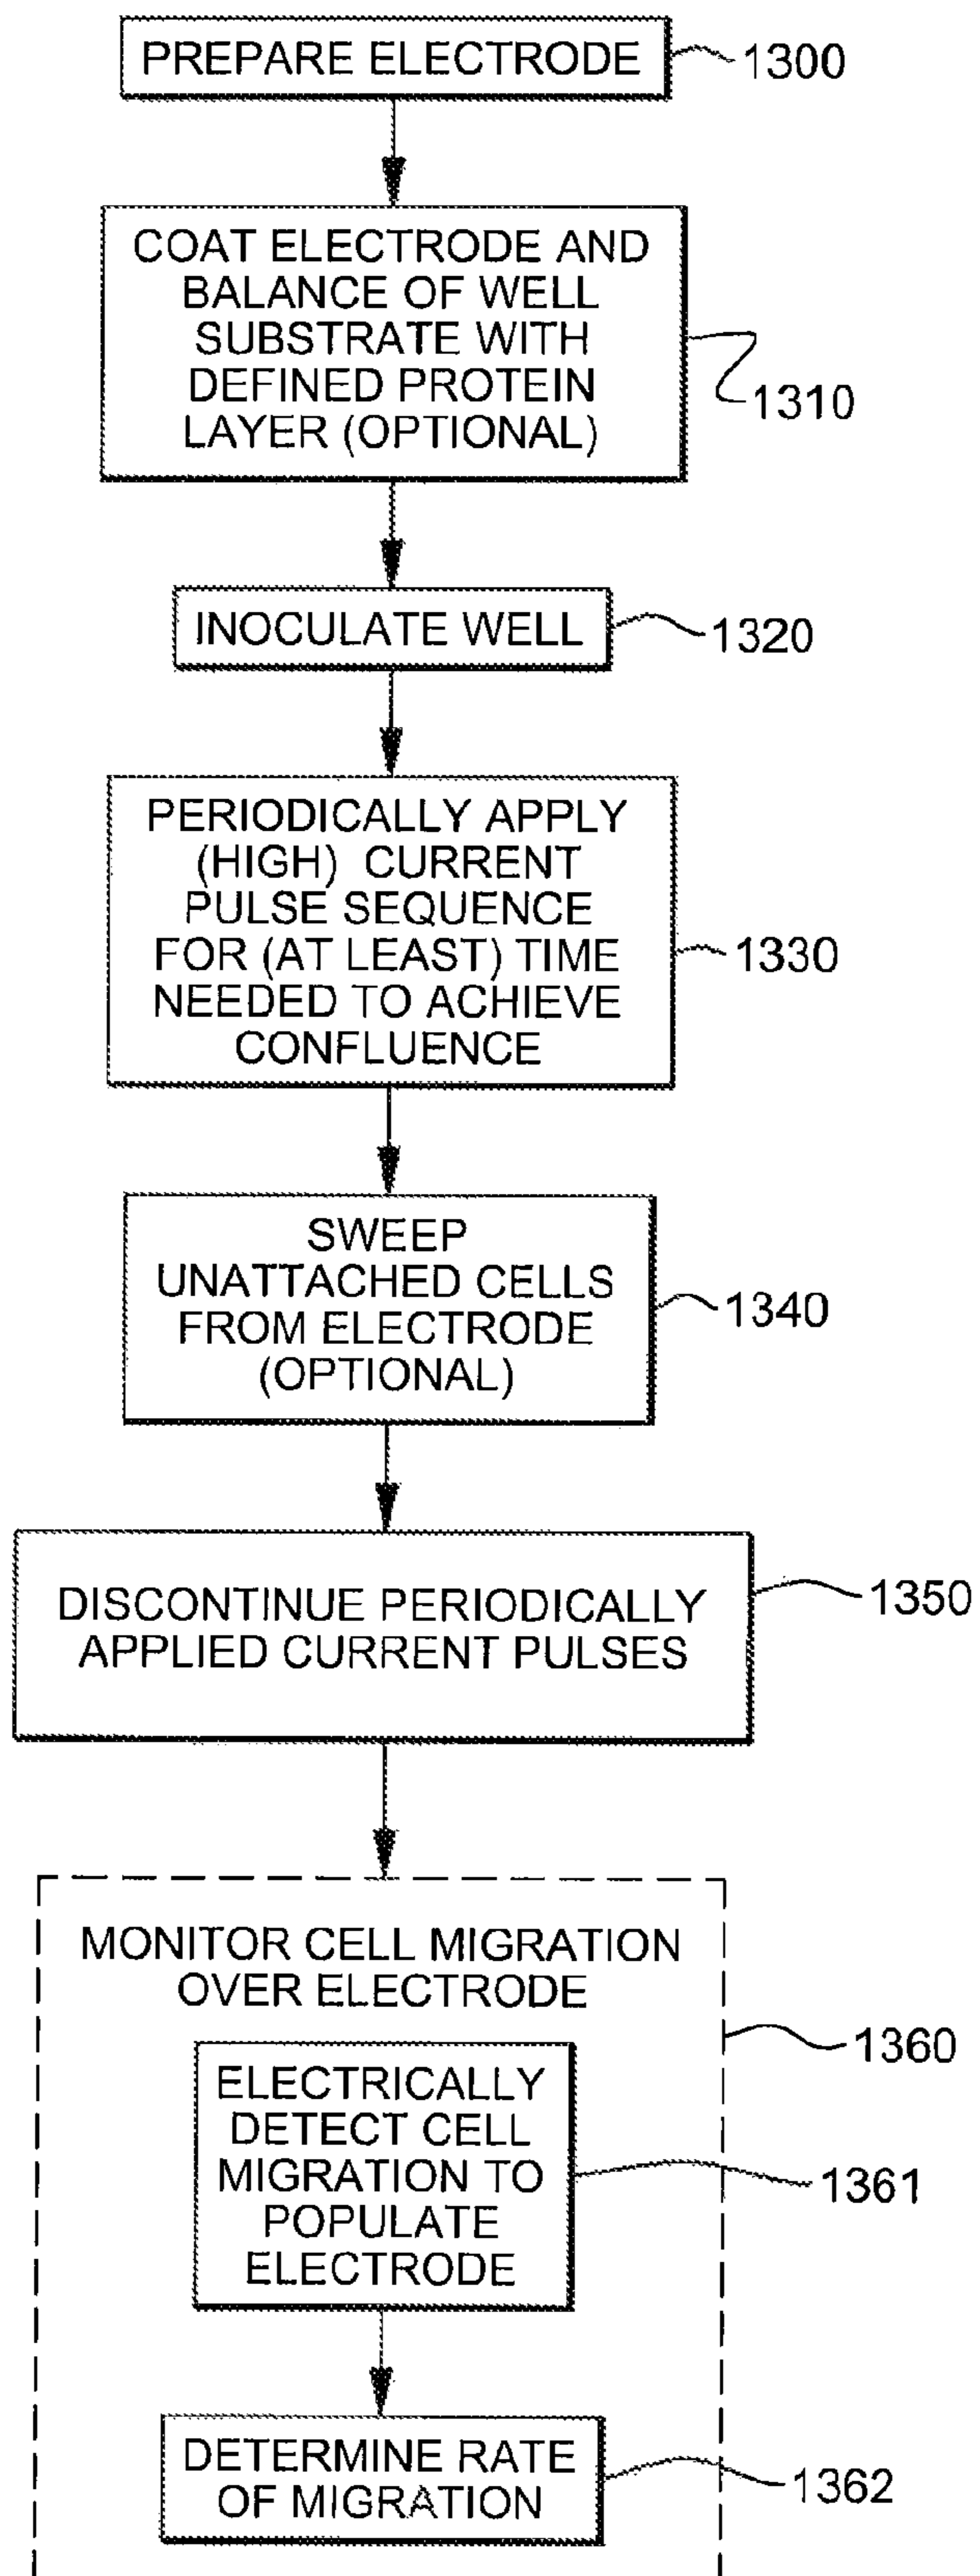 PREPARE ELECTRODE
1300
COAT ELECTRODE AND
BALANCE OF WELL
SUBSTRATE WITH
DEFINED PROTEIN
LAYER (OPTIONAL)
1310
INOCULATE WELL
1320
PERIODICALLY APPLY
(HIGH) CURRENT
PULSE SEQUENCE
FOR (AT LEAST) TIME
NEEDED TO ACHIEVE
CONFLUENCE
1330
SWEEP
UNATTACHED CELLS
FROM ELECTRODE
(OPTIONAL)
1340
DISCONTINUE PERIODICALLY
APPLIED CURRENT PULSES
1350
MONITOR CELL MIGRATION
OVER ELECTRODE
1360
ELECTRICALLY
DETECT CELL
MIGRATION TO
POPULATE
ELECTRODE
1361
DETERMINE RATE
OF MIGRATION
1362